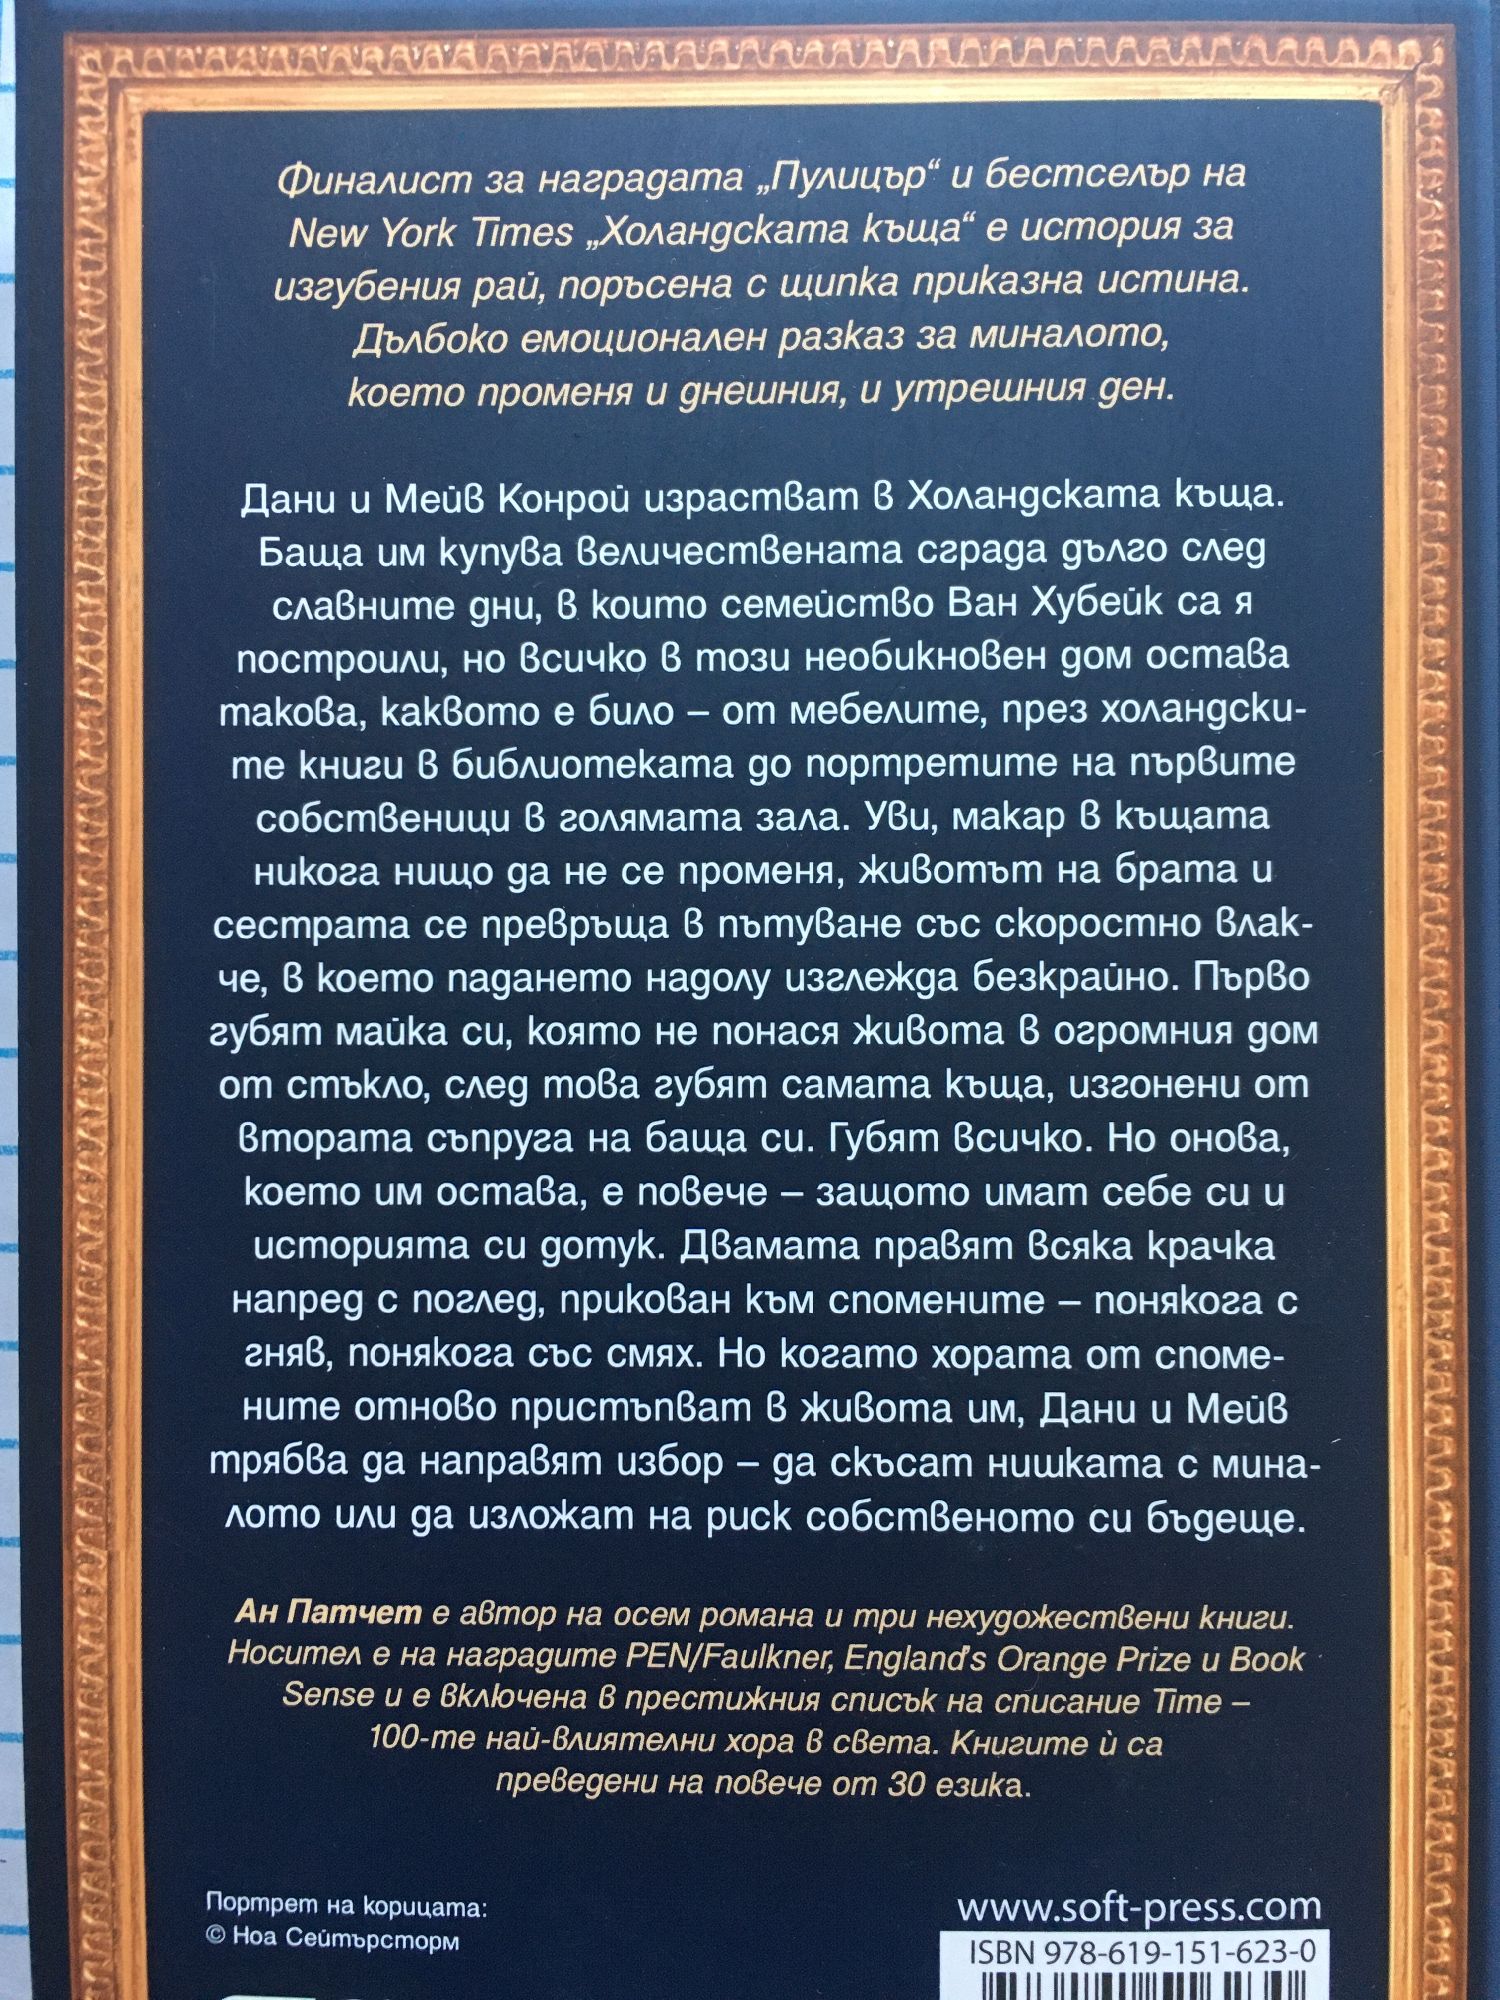 Финалист за наградата „Пулицър“ и бестселър на
New York Times „Холандската къща“ е история за
изгубения рай, поръсена с щипка приказна истина.
Дълбоко емоционален разказ за миналото,
което променя и днешния, и утрешния ден.
Дани и Мейв Конрой израстват в Холандската къща.
Баща им купува величествената сграда дълго след
славните дни, в които семейство Ван Хубейк са я
построили, но всичко в този необикновен дом остава
такова, каквото е било – от мебелите, през холандски-
те книги в библиотеката до портретите на първите
собственици в голямата зала. Уви, макар в къщата
никога нищо да не се променя, животът на брата и
сестрата се превръща в пътуване със скоростно влак-
че, в което падането надолу изглежда безкрайно. Първо
губят майка си, която не понася живота в огромния дом
от стъкло, след това губят самата къща, изгонени от
втората съпруга на баща си. Губят всичко. Но онова,
което им остава, е повече – защото имат себе си и
историята си дотук. Двамата правят всяка крачка
напред с поглед, прикован към спомените – понякога с
гняв, понякога със смях. Но когато хората от споме-
ните отново пристъпват в живота им, Дани и Мейв
трябва да направят избор – да скъсат нишката с мина-
лото или да изложат на риск собственото си бъдеще.
Ан Патчет е автор на осем романа и три нехудожествени книги.
Носител е на наградите PEN/Faulkner, England's Orange Prize и Book
Sense и е включена в престижния списък на списание Time –
100-те най-влиятелни хора в света. Книгите ѝ са
преведени на повече от 30 езика.
Портрет на корицата:
© Ноа Сейтърсторм
www.soft-press.com
ISBN 978-619-151-623-0